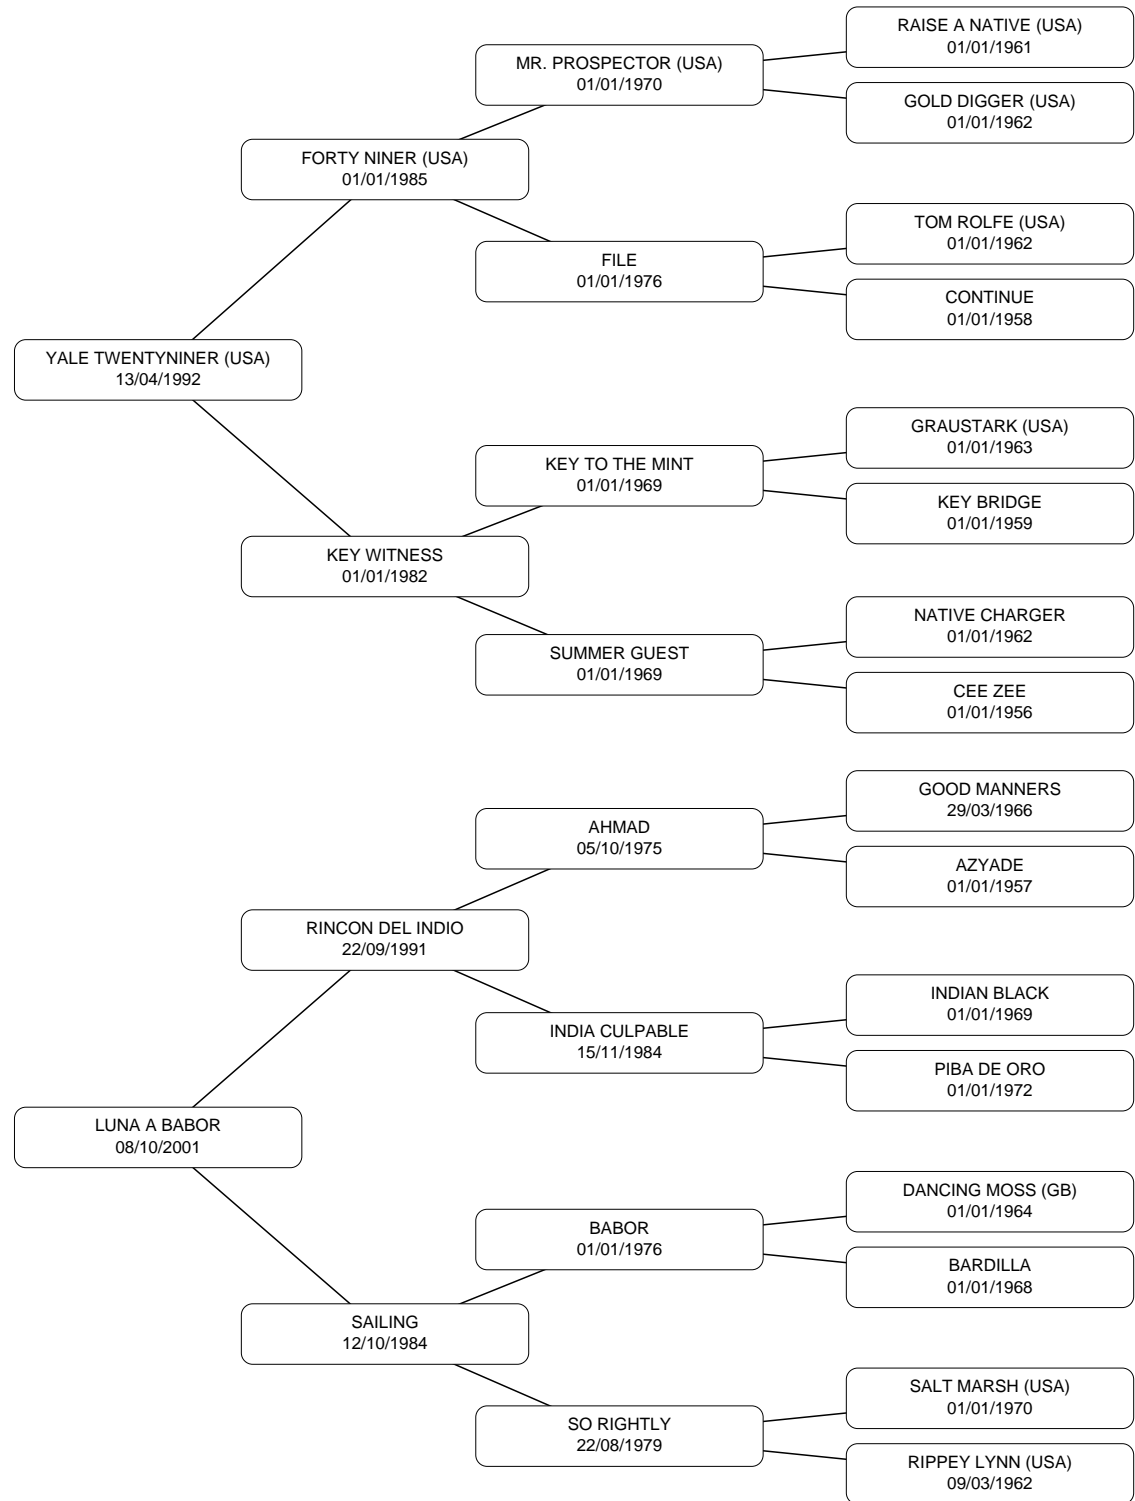 RAISE A NATIVE (USA)
01/01/1961
MR. PROSPECTOR (USA)
01/01/1970
GOLD DIGGER (USA)
01/01/1962
FORTY NINER (USA)
01/01/1985
TOM ROLFE (USA)
01/01/1962
FILE
01/01/1976
CONTINUE
01/01/1958
YALE TWENTYNINER (USA)
13/04/1992
GRAUSTARK (USA)
01/01/1963
KEY TO THE MINT
01/01/1969
KEY BRIDGE
01/01/1959
KEY WITNESS
01/01/1982
NATIVE CHARGER
01/01/1962
SUMMER GUEST
01/01/1969
CEE ZEE
01/01/1956
GOOD MANNERS
29/03/1966
AHMAD
05/10/1975
AZYADE
01/01/1957
RINCON DEL INDIO
22/09/1991
INDIAN BLACK
01/01/1969
INDIA CULPABLE
15/11/1984
PIBA DE ORO
01/01/1972
LUNA A BABOR
08/10/2001
DANCING MOSS (GB)
01/01/1964
BABOR
01/01/1976
BARDILLA
01/01/1968
SAILING
12/10/1984
SALT MARSH (USA)
01/01/1970
SO RIGHTLY
22/08/1979
RIPPEY LYNN (USA)
09/03/1962